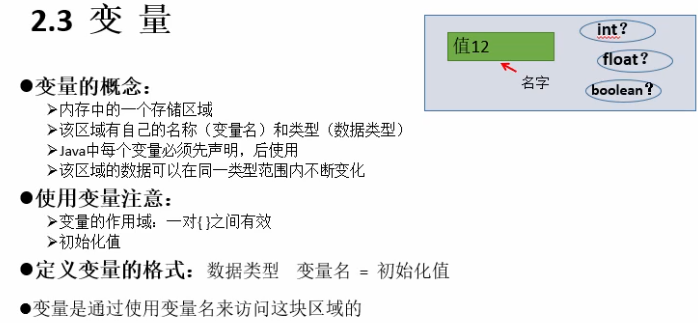 2.3 变 量
值12
名字
int?
float?
boolean?
●变量的概念：
➢内存中的一个存储区域
➢该区域有自己的名称（变量名）和类型（数据类型）
➢Java中每个变量必须先声明，后使用
➢该区域的数据可以在同一类型范围内不断变化
●使用变量注意：
➢变量的作用域：一对{ }之间有效
➢初始化值
●定义变量的格式：数据类型 变量名 = 初始化值
●变量是通过使用变量名来访问这块区域的